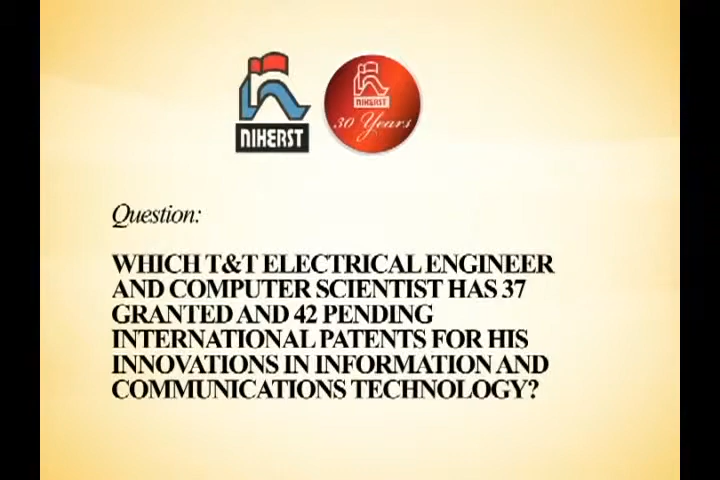 NIHERST
NIHERST
30 Years
Question:
WHICH T&T ELECTRICAL ENGINEER
AND COMPUTER SCIENTIST HAS 37
GRANTED AND 42 PENDING
INTERNATIONAL PATENTS FOR HIS
INNOVATIONS IN INFORMATION AND
COMMUNICATIONS TECHNOLOGY?